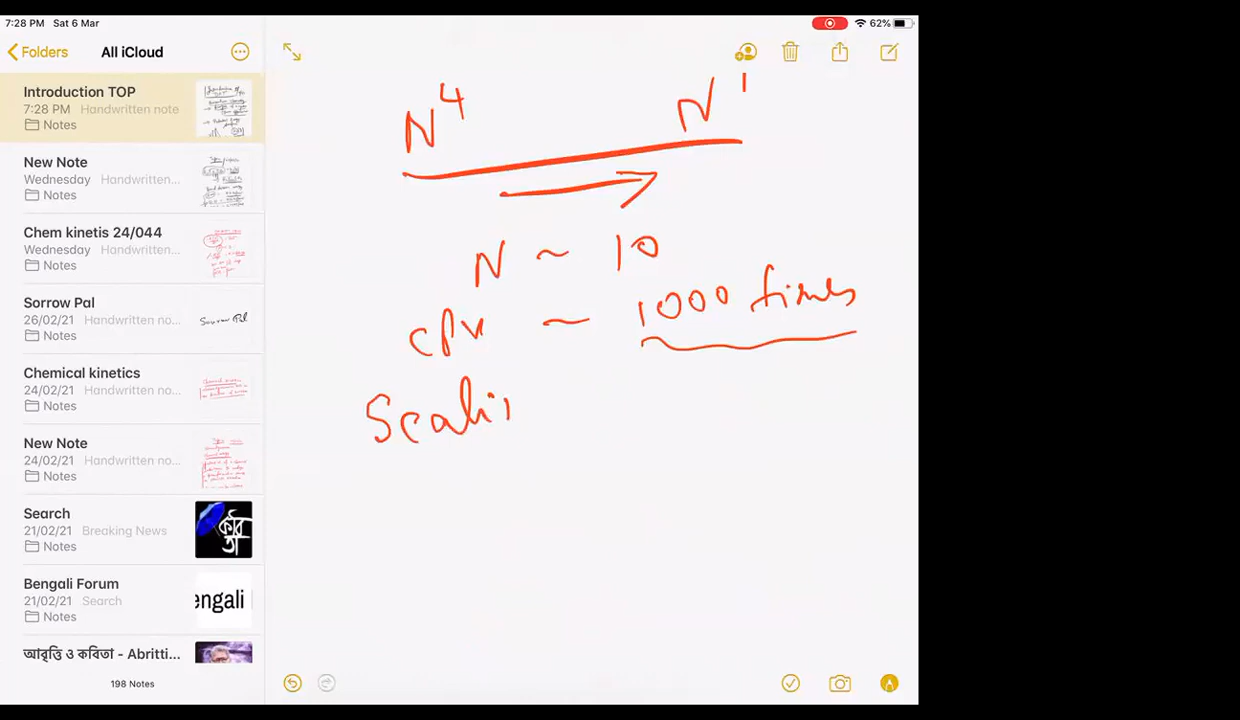 7:28 PM Sat 6 Mar
62%
Folders
All iCloud
Introduction TOP
7:28 PM Handwritten note
Notes
New Note
Wednesday Handwritten...
Notes
Chem kinetis 24/044
Wednesday Handwritten...
Notes
Sorrow Pal
26/02/21 Handwritten no...
Notes
Chemical kinetics
24/02/21 Handwritten no...
Notes
New Note
24/02/21 Handwritten no...
Notes
Search
21/02/21 Breaking News
Notes
কবি
তা
Bengali Forum
21/02/21 Search
Notes
engali
আবৃত্তি ও কবিতা - Abritti...
198 Notes
N⁴ N¹
N ~ 10
~ 1000 times
Scali